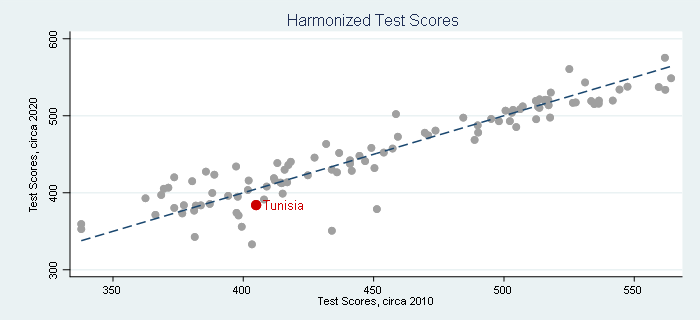 Harmonized Test Scores
Test Scores, circa 2020
600
500
400
300
Tunisia
350
400
450
500
550
Test Scores, circa 2010